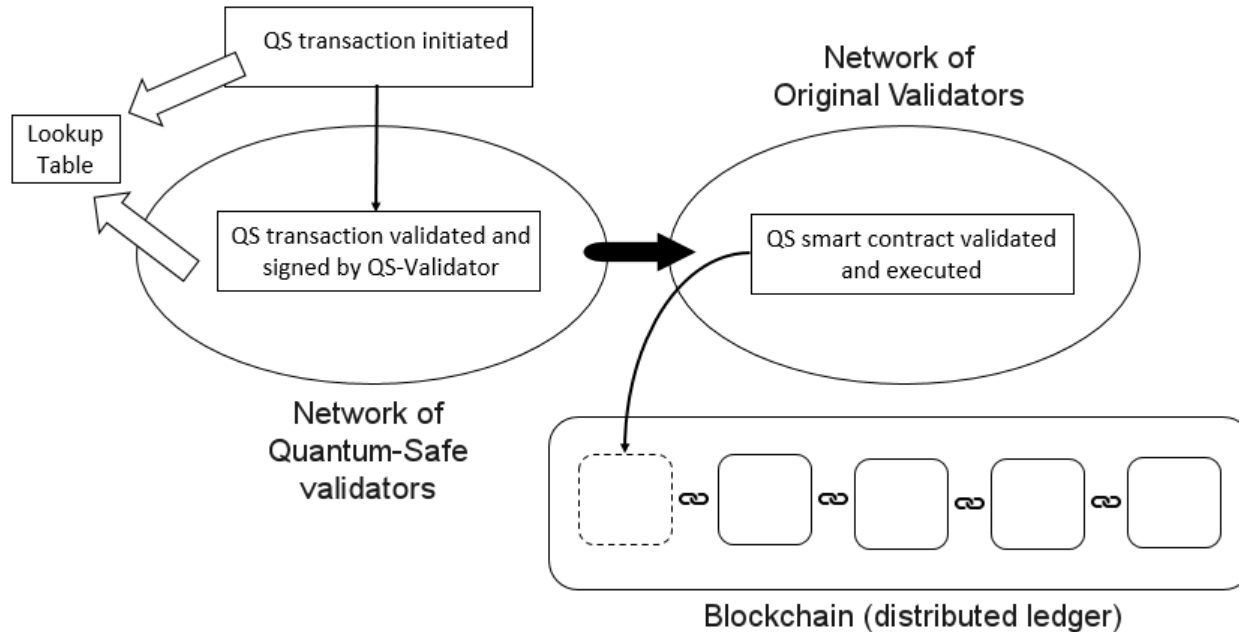 QS transaction initiated
Network of
Original Validators
Lookup
Table
QS transaction validated and
signed by QS-Validator
QS smart contract validated
and executed
Network of
Quantum-Safe
validators
Blockchain (distributed ledger)